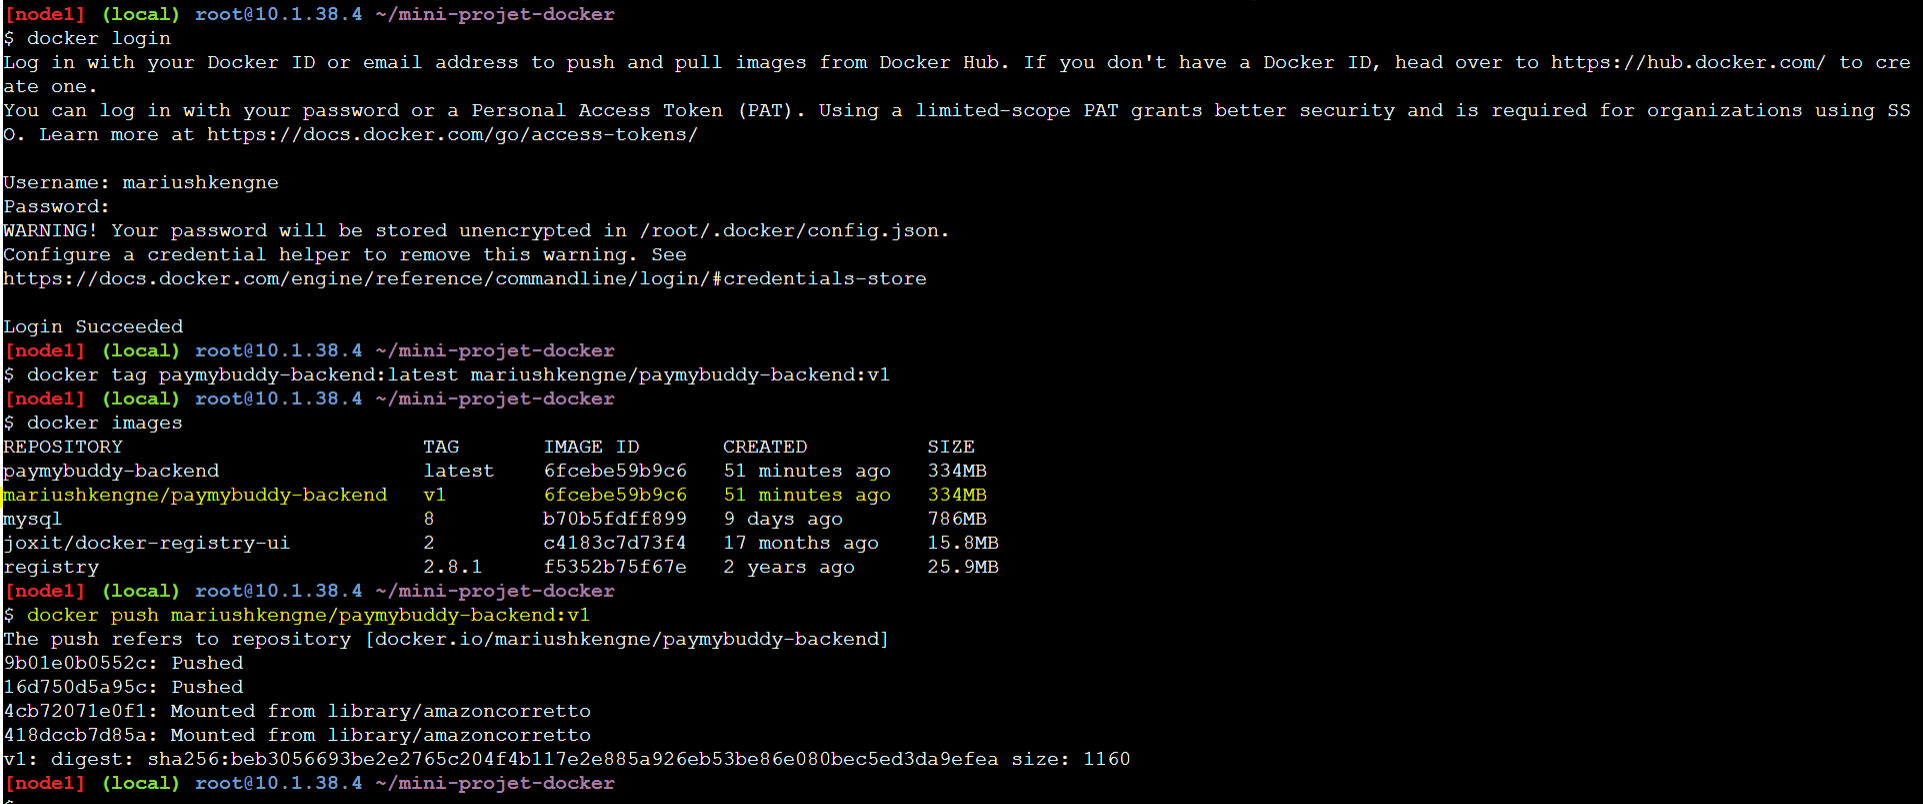 [node1] (local) root@10.1.38.4 ~/mini-projet-docker
$ docker login
Log in with your Docker ID or email address to push and pull images from Docker Hub. If you don't have a Docker ID, head over to https://hub.docker.com/ to cre
ate one.
You can log in with your password or a Personal Access Token (PAT). Using a limited-scope PAT grants better security and is required for organizations using SS
O. Learn more at https://docs.docker.com/go/access-tokens/
Username: mariushkengne
Password:
WARNING! Your password will be stored unencrypted in /root/.docker/config.json.
Configure a credential helper to remove this warning. See
https://docs.docker.com/engine/reference/commandline/login/#credentials-store
Login Succeeded
[node1] (local) root@10.1.38.4 ~/mini-projet-docker
$ docker tag paymybuddy-backend:latest mariushkengne/paymybuddy-backend:v1
[node1] (local) root@10.1.38.4 ~/mini-projet-docker
$ docker images
REPOSITORY TAG IMAGE ID CREATED SIZE
paymybuddy-backend latest 6fcebe59b9c6 51 minutes ago 334MB
mariushkengne/paymybuddy-backend v1 6fcebe59b9c6 51 minutes ago 334MB
mysql 8 b70b5fdff899 9 days ago 786MB
joxit/docker-registry-ui 2 c4183c7d73f4 17 months ago 15.8MB
registry 2.8.1 f5352b75f67e 2 years ago 25.9MB
[node1] (local) root@10.1.38.4 ~/mini-projet-docker
$ docker push mariushkengne/paymybuddy-backend:v1
The push refers to repository [docker.io/mariushkengne/paymybuddy-backend]
9b01e0b0552c: Pushed
16d750d5a95c: Pushed
4cb72071e0f1: Mounted from library/amazoncorretto
418dccb7d85a: Mounted from library/amazoncorretto
v1: digest: sha256:beb3056693be2e2765c204f4b117e2e885a926eb53be86e080bec5ed3da9efea size: 1160
[node1] (local) root@10.1.38.4 ~/mini-projet-docker